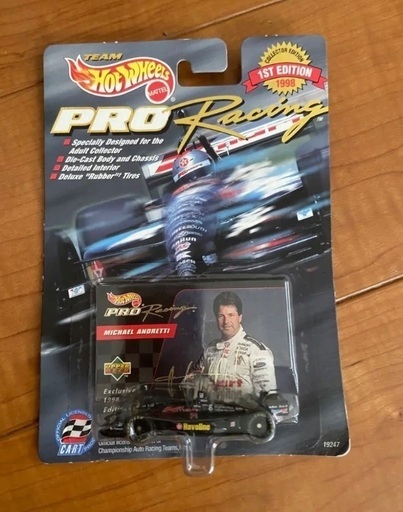 TEAM
Hot Wheels
MATTEL
COLLECTOR EDITION
1ST EDITION
1998
PRO Racing
Specially Designed for the
Adult Collector
Die-Cast Body and Chassis
Detailed Interior
Deluxe "Rubber" Tires
Hot Wheels
PRO Racing
MICHAEL ANDRETTI
UPPER
Exclusive
1998
Edition
Havoline
CART
Championship Auto Racing Teams,
19247